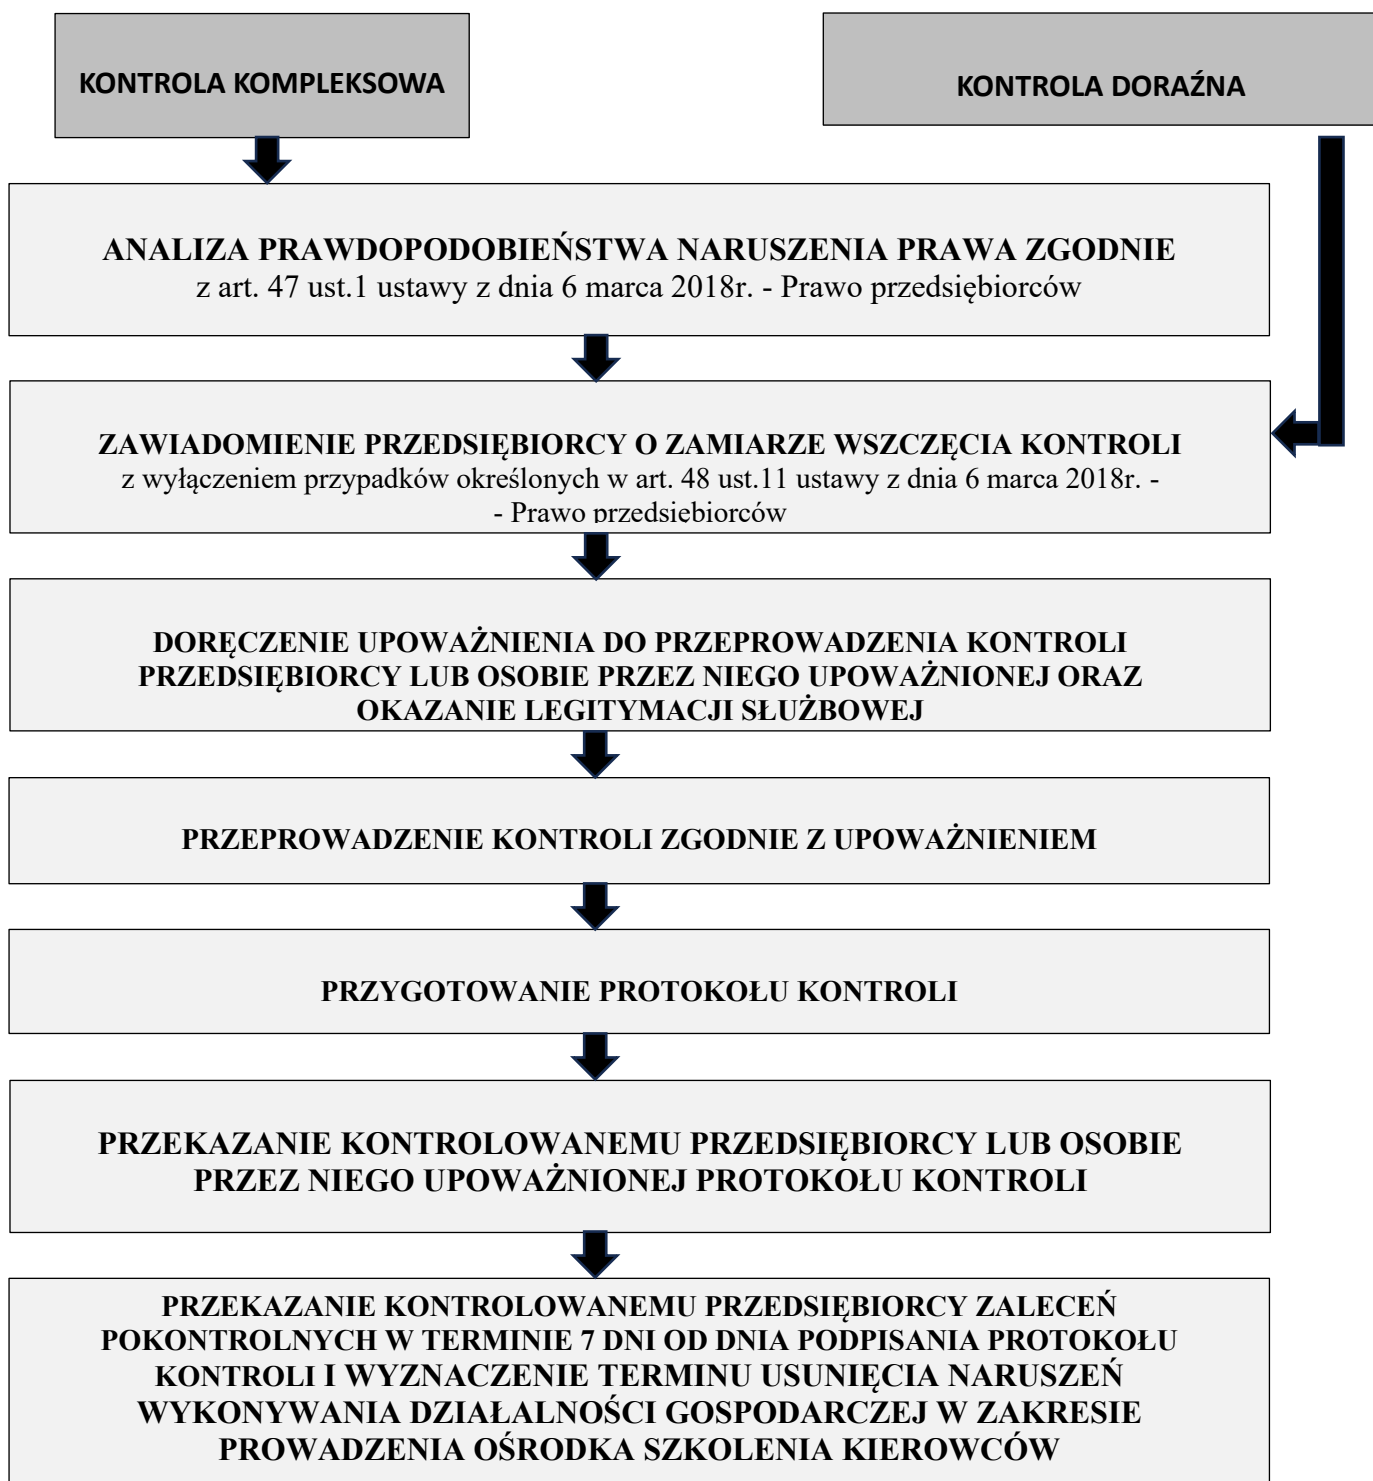 KONTROLA KOMPLEKSOWA
KONTROLA DORAŹNA
ANALIZA PRAWDOPODOBIEŃSTWA NARUSZENIA PRAWA ZGODNIE
z art. 47 ust.1 ustawy z dnia 6 marca 2018r. - Prawo przedsiębiorców
ZAWIADOMIENIE PRZEDSIĘBIORCY O ZAMIARZE WSZCZĘCIA KONTROLI
z wyłączeniem przypadków określonych w art. 48 ust.11 ustawy z dnia 6 marca 2018r. -
- Prawo przedsiębiorców
DORĘCZENIE UPOWAŻNIENIA DO PRZEPROWADZENIA KONTROLI
PRZEDSIĘBIORCY LUB OSOBIE PRZEZ NIEGO UPOWAŻNIONEJ ORAZ
OKAZANIE LEGITYMACJI SŁUŻBOWEJ
PRZEPROWADZENIE KONTROLI ZGODNIE Z UPOWAŻNIENIEM
PRZYGOTOWANIE PROTOKOŁU KONTROLI
PRZEKAZANIE KONTROLOWANEMU PRZEDSIĘBIORCY LUB OSOBIE
PRZEZ NIEGO UPOWAŻNIONEJ PROTOKOŁU KONTROLI
PRZEKAZANIE KONTROLOWANEMU PRZEDSIĘBIORCY ZALECEŃ
POKONTROLNYCH W TERMINIE 7 DNI OD DNIA PODPISANIA PROTOKOŁU
KONTROLI I WYZNACZENIE TERMINU USUNIĘCIA NARUSZEŃ
WYKONYWANIA DZIAŁALNOŚCI GOSPODARCZEJ W ZAKRESIE
PROWADZENIA OŚRODKA SZKOLENIA KIEROWCÓW